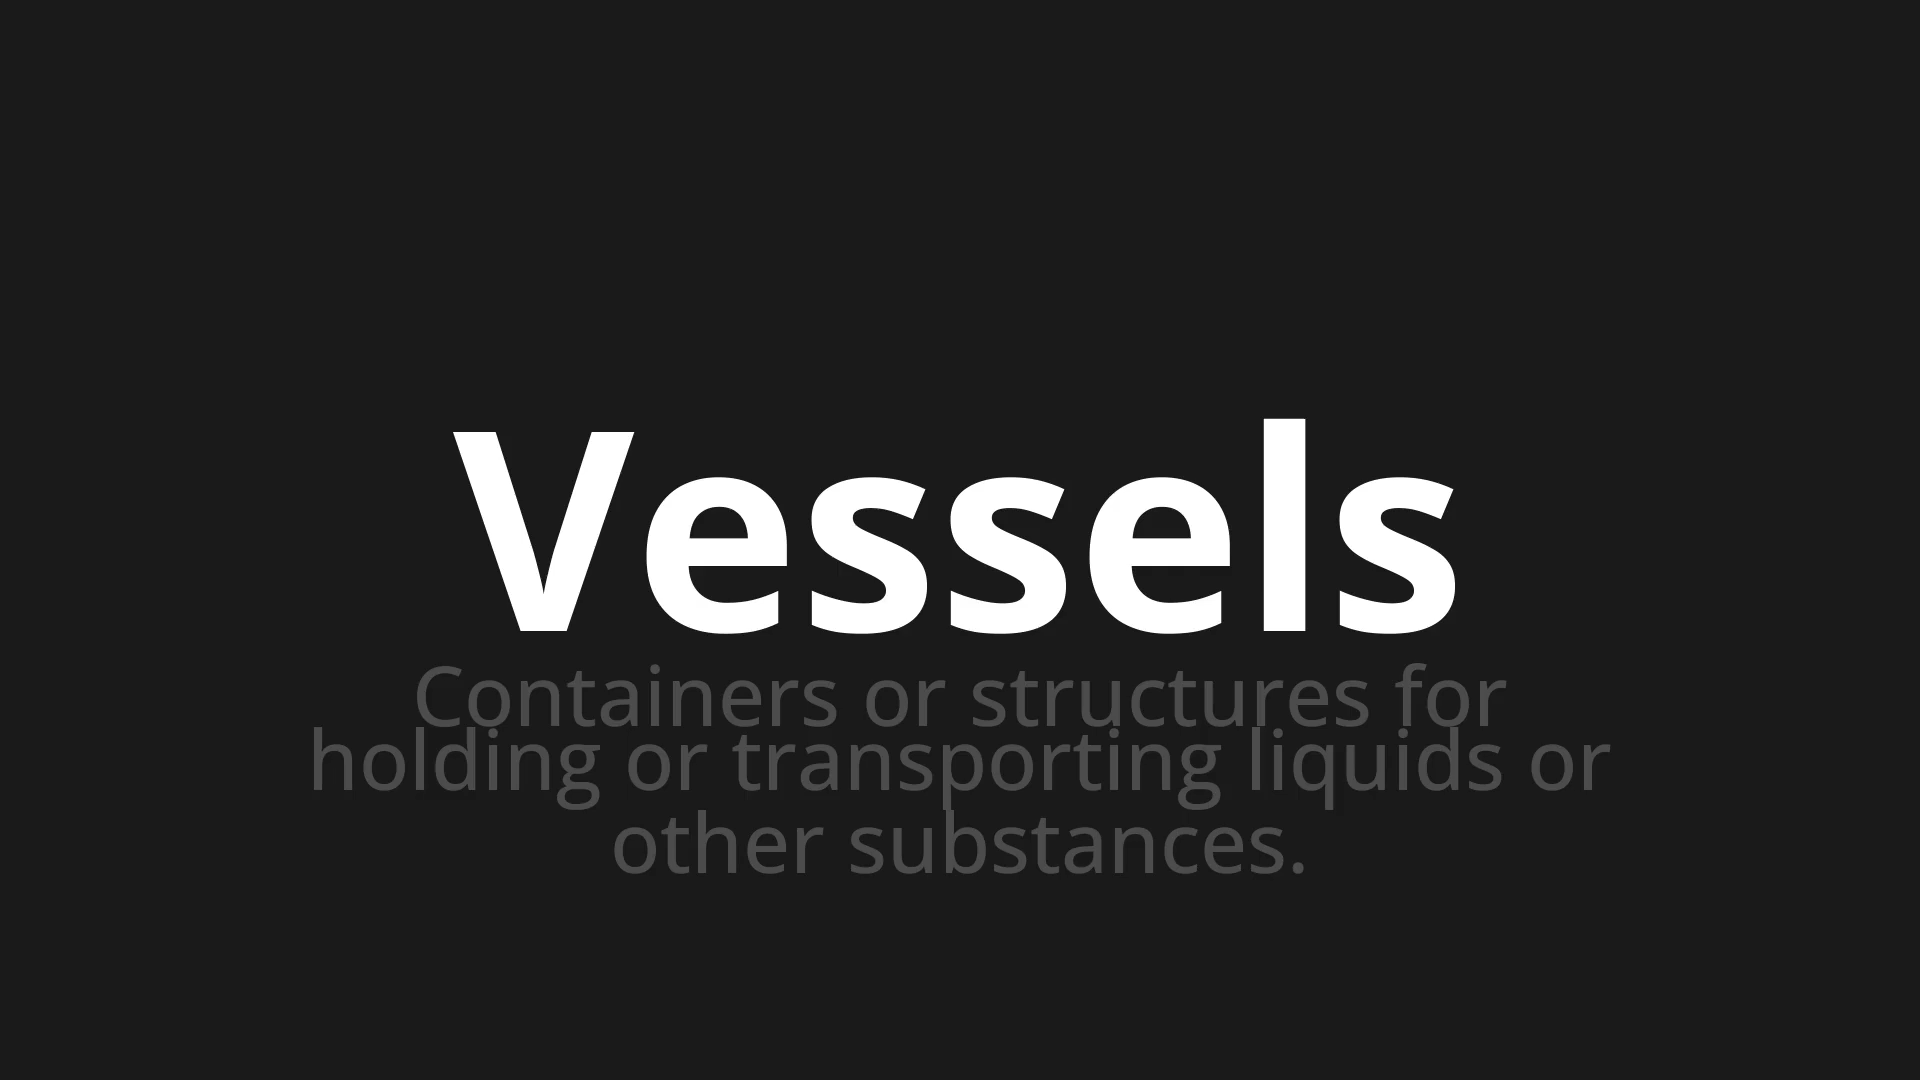 Vessels
Containers or structures for
holding or transporting liquids or
other substances.